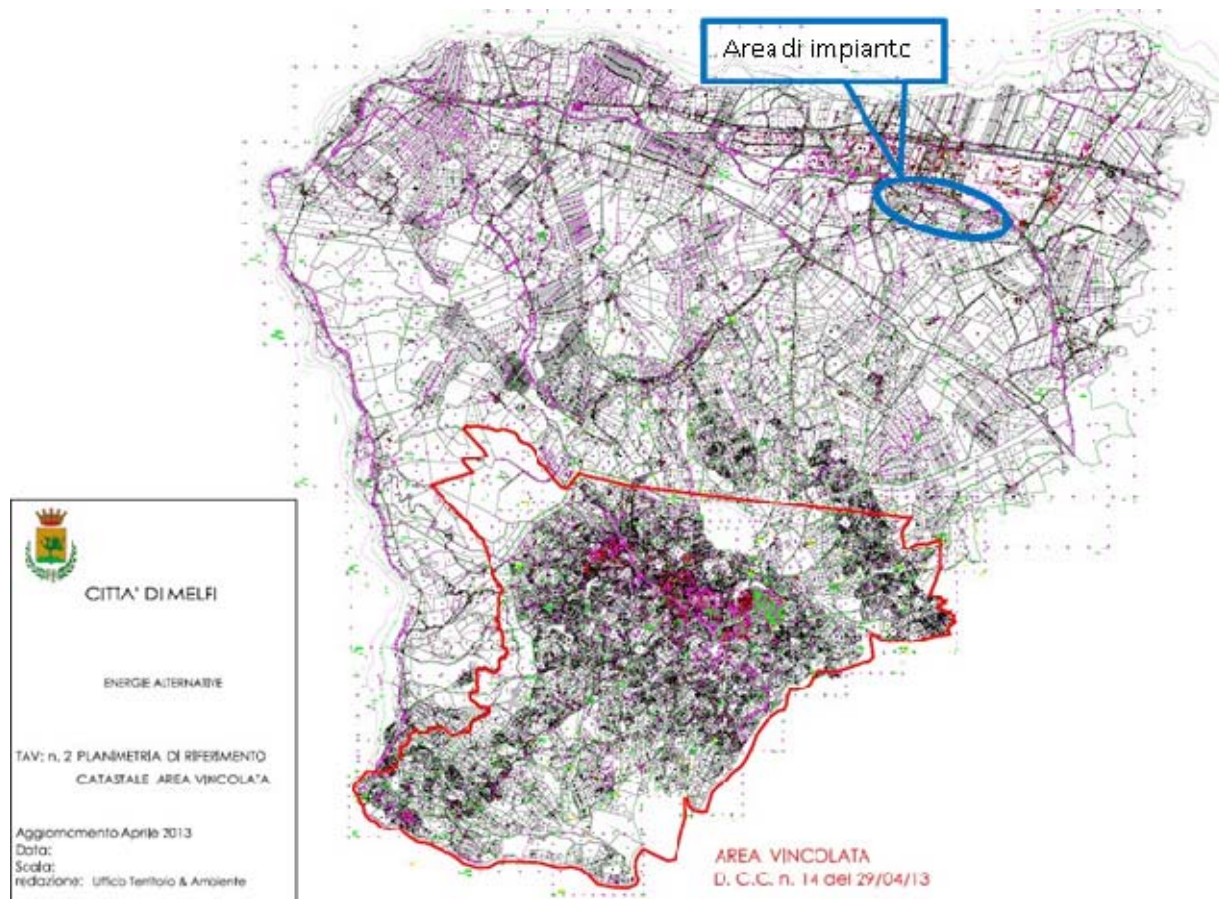 Area di impianto
CITTA' DI MELFI
ENERGIE ALTERNATIVE
TAV: n. 2 PLANIMETRIA DI RIFERIMENTO
CATASTALE AREA VINCOLATA
Aggiornamento Aprile 2013
Data:
Scala:
redazione: Ufficio Territorio & Ambiente
AREA VINCOLATA
D. C.C. n. 14 del 29/04/13